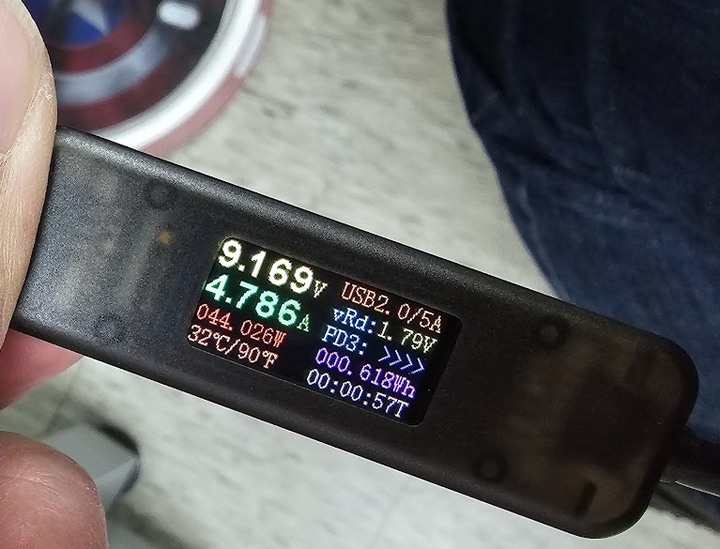 9.169V
4.786A
044.026W
32℃/90℉
USB2.0/5A
vRd:1.79V
PD3: >>>>
000.618Wh
00:00:57T